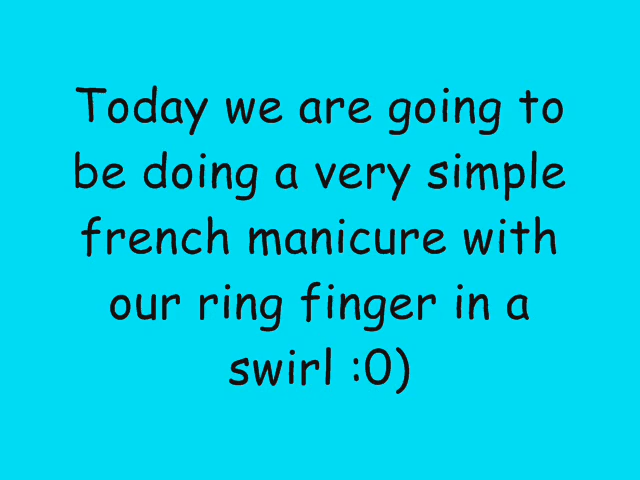 Today we are going to
be doing a very simple
french manicure with
our ring finger in a
swirl :0)